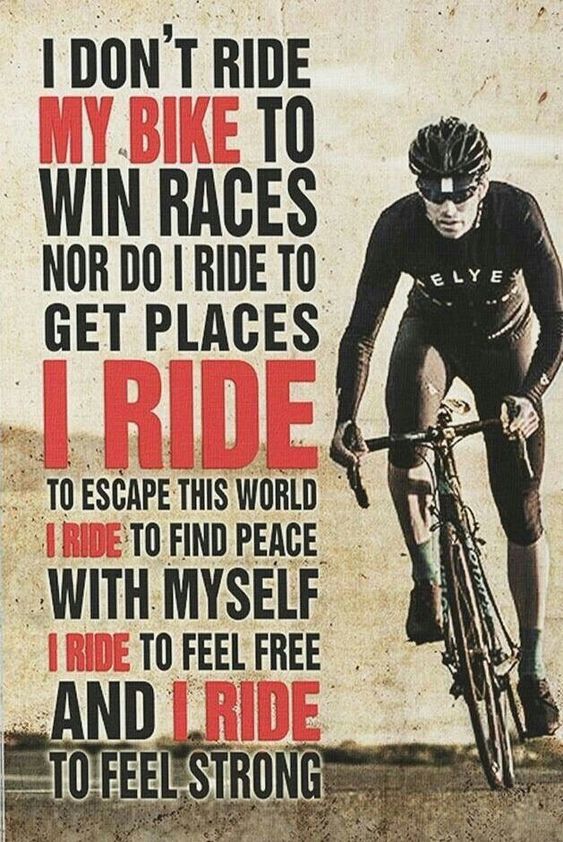 I DON'T RIDE
MY BIKE TO
WIN RACES
NOR DO I RIDE TO
GET PLACES
I RIDE
TO ESCAPE THIS WORLD
I RIDE TO FIND PEACE
WITH MYSELF
I RIDE TO FEEL FREE
AND I RIDE
TO FEEL STRONG
ELYE